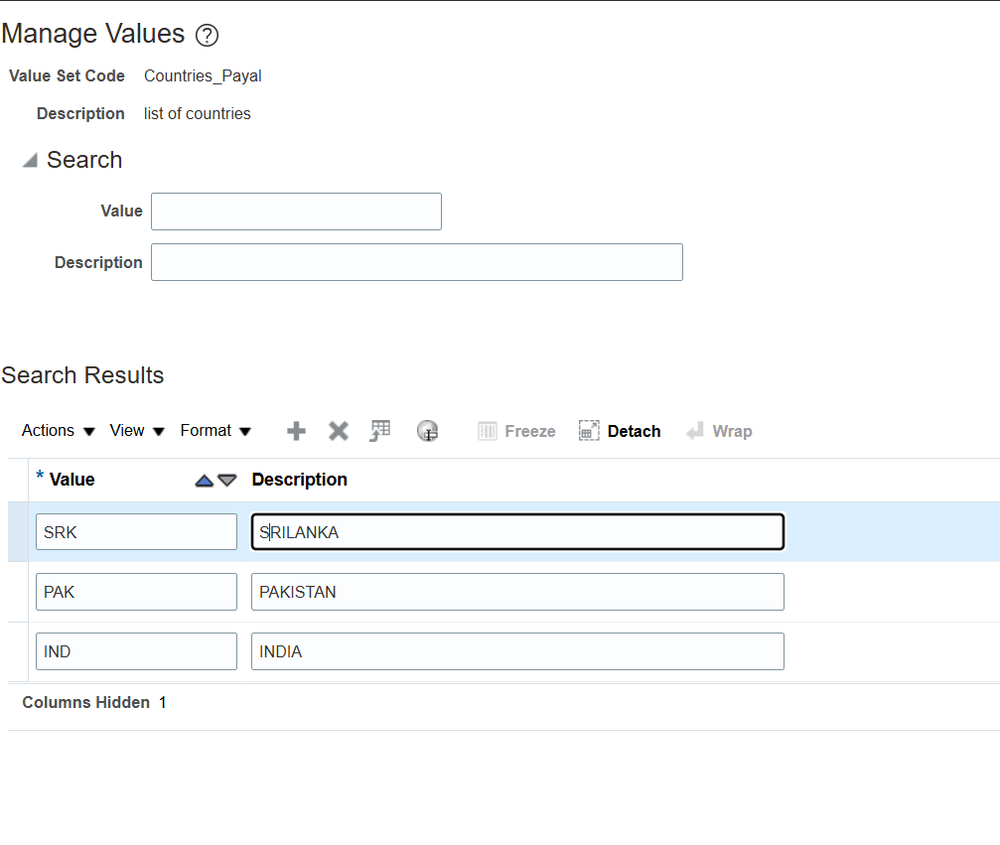 Manage Values ?
Value Set Code Countries_Payal
Description list of countries
Search
Value
Description
Search Results
Actions View Format Freeze Detach Wrap
* Value Description
SRK SRILANKA
PAK PAKISTAN
IND INDIA
Columns Hidden 1